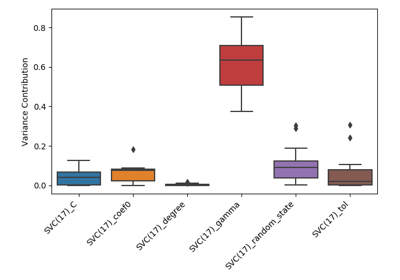 0.8
0.6
0.4
0.2
0.0
Variance Contribution
SVC(17)_C
SVC(17)_coef0
SVC(17)_degree
SVC(17)_gamma
SVC(17)_random_state
SVC(17)_tol